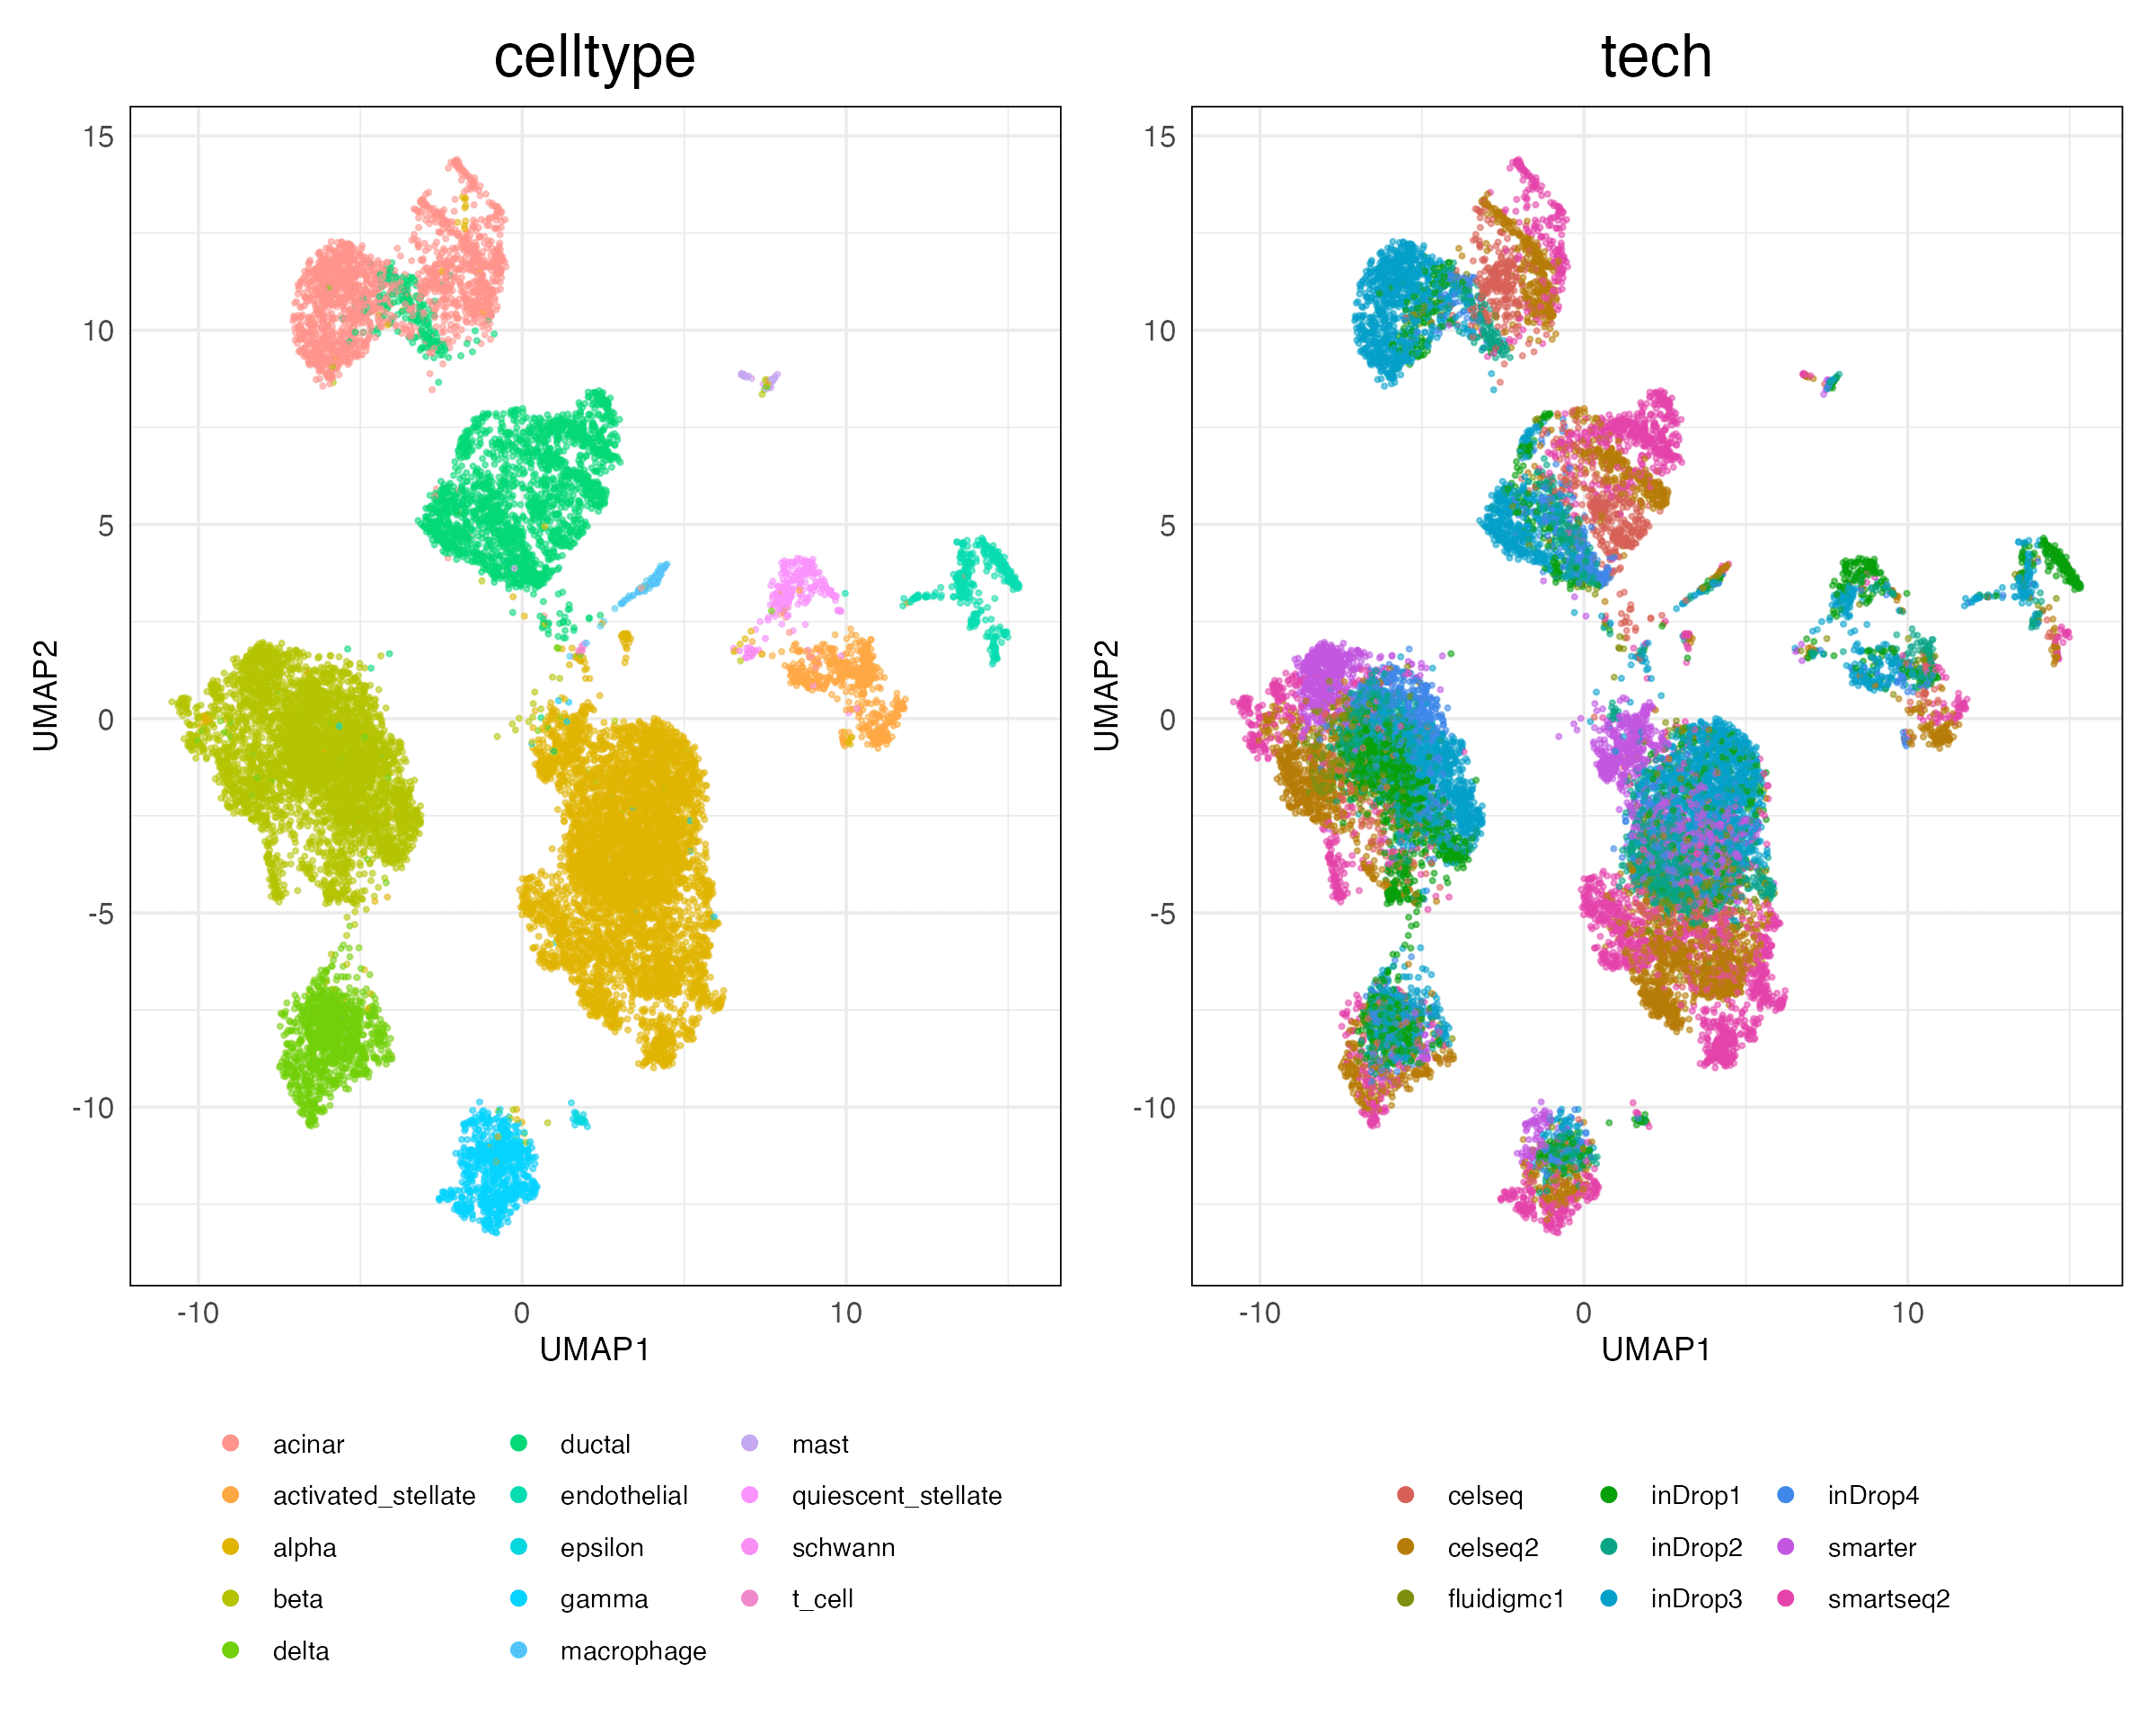 celltype
15
10
5
0
-5
-10
UMAP2
-10 0 10
UMAP1
acinar ductal mast
activated_stellate endothelial quiescent_stellate
alpha epsilon schwann
beta gamma t_cell
delta macrophage
tech
15
10
5
0
-5
-10
UMAP2
-10 0 10
UMAP1
celseq inDrop1 inDrop4
celseq2 inDrop2 smarter
fluidigmc1 inDrop3 smartseq2